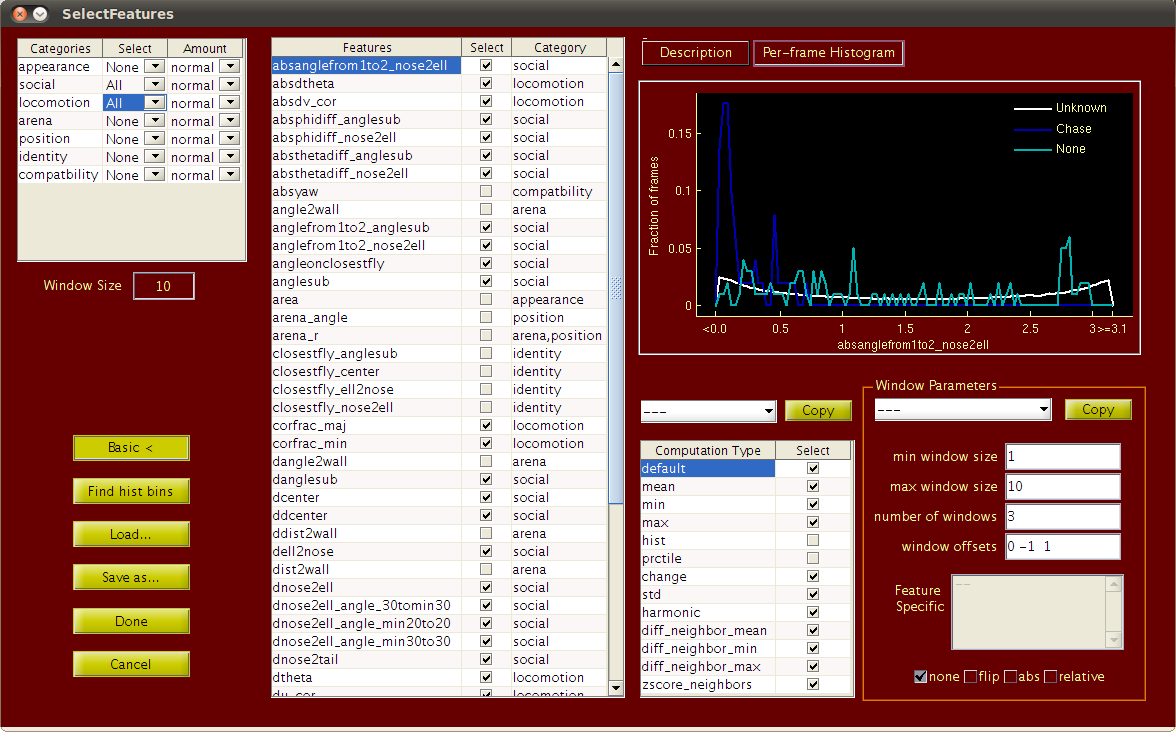 SelectFeatures
Categories Select Amount
appearance None normal
social All normal
locomotion All normal
arena None normal
position None normal
identity None normal
compatbility None normal
Window Size 10
Basic <
Find hist bins
Load...
Save as...
Done
Cancel
Features Select Category
absanglefrom1to2_nose2ell social
absdtheta locomotion
absdv_cor locomotion
absphidiff_anglesub social
absphidiff_nose2ell social
absthetadiff_anglesub social
absthetadiff_nose2ell social
absyaw compatbility
angle2wall arena
anglefrom1to2_anglesub social
anglefrom1to2_nose2ell social
angleonclosestfly social
anglesub social
area appearance
arena_angle position
arena_r arena,position
closestfly_anglesub identity
closestfly_center identity
closestfly_ell2nose identity
closestfly_nose2ell identity
corfrac_maj locomotion
corfrac_min locomotion
dangle2wall arena
danglesub social
dcenter social
ddcenter social
ddist2wall arena
dell2nose social
dist2wall arena
dnose2ell social
dnose2ell_angle_30tomin30 social
dnose2ell_angle_min20to20 social
dnose2ell_angle_min30to30 social
dnose2tail social
dtheta locomotion
du_cor locomotion
Description Per-frame Histogram
Unknown
Chase
None
Fraction of frames
0.15
0.1
0.05
0
<0.0 0.5 1 1.5 2 2.5 3 >=3.1
absanglefrom1to2_nose2ell
--- Copy
Computation Type Select
default
mean
min
max
hist
prctile
change
std
harmonic
diff_neighbor_mean
diff_neighbor_min
diff_neighbor_max
zscore_neighbors
Window Parameters
--- Copy
min window size 1
max window size 10
number of windows 3
window offsets 0 -1 1
Feature
Specific
--
none flip abs relative